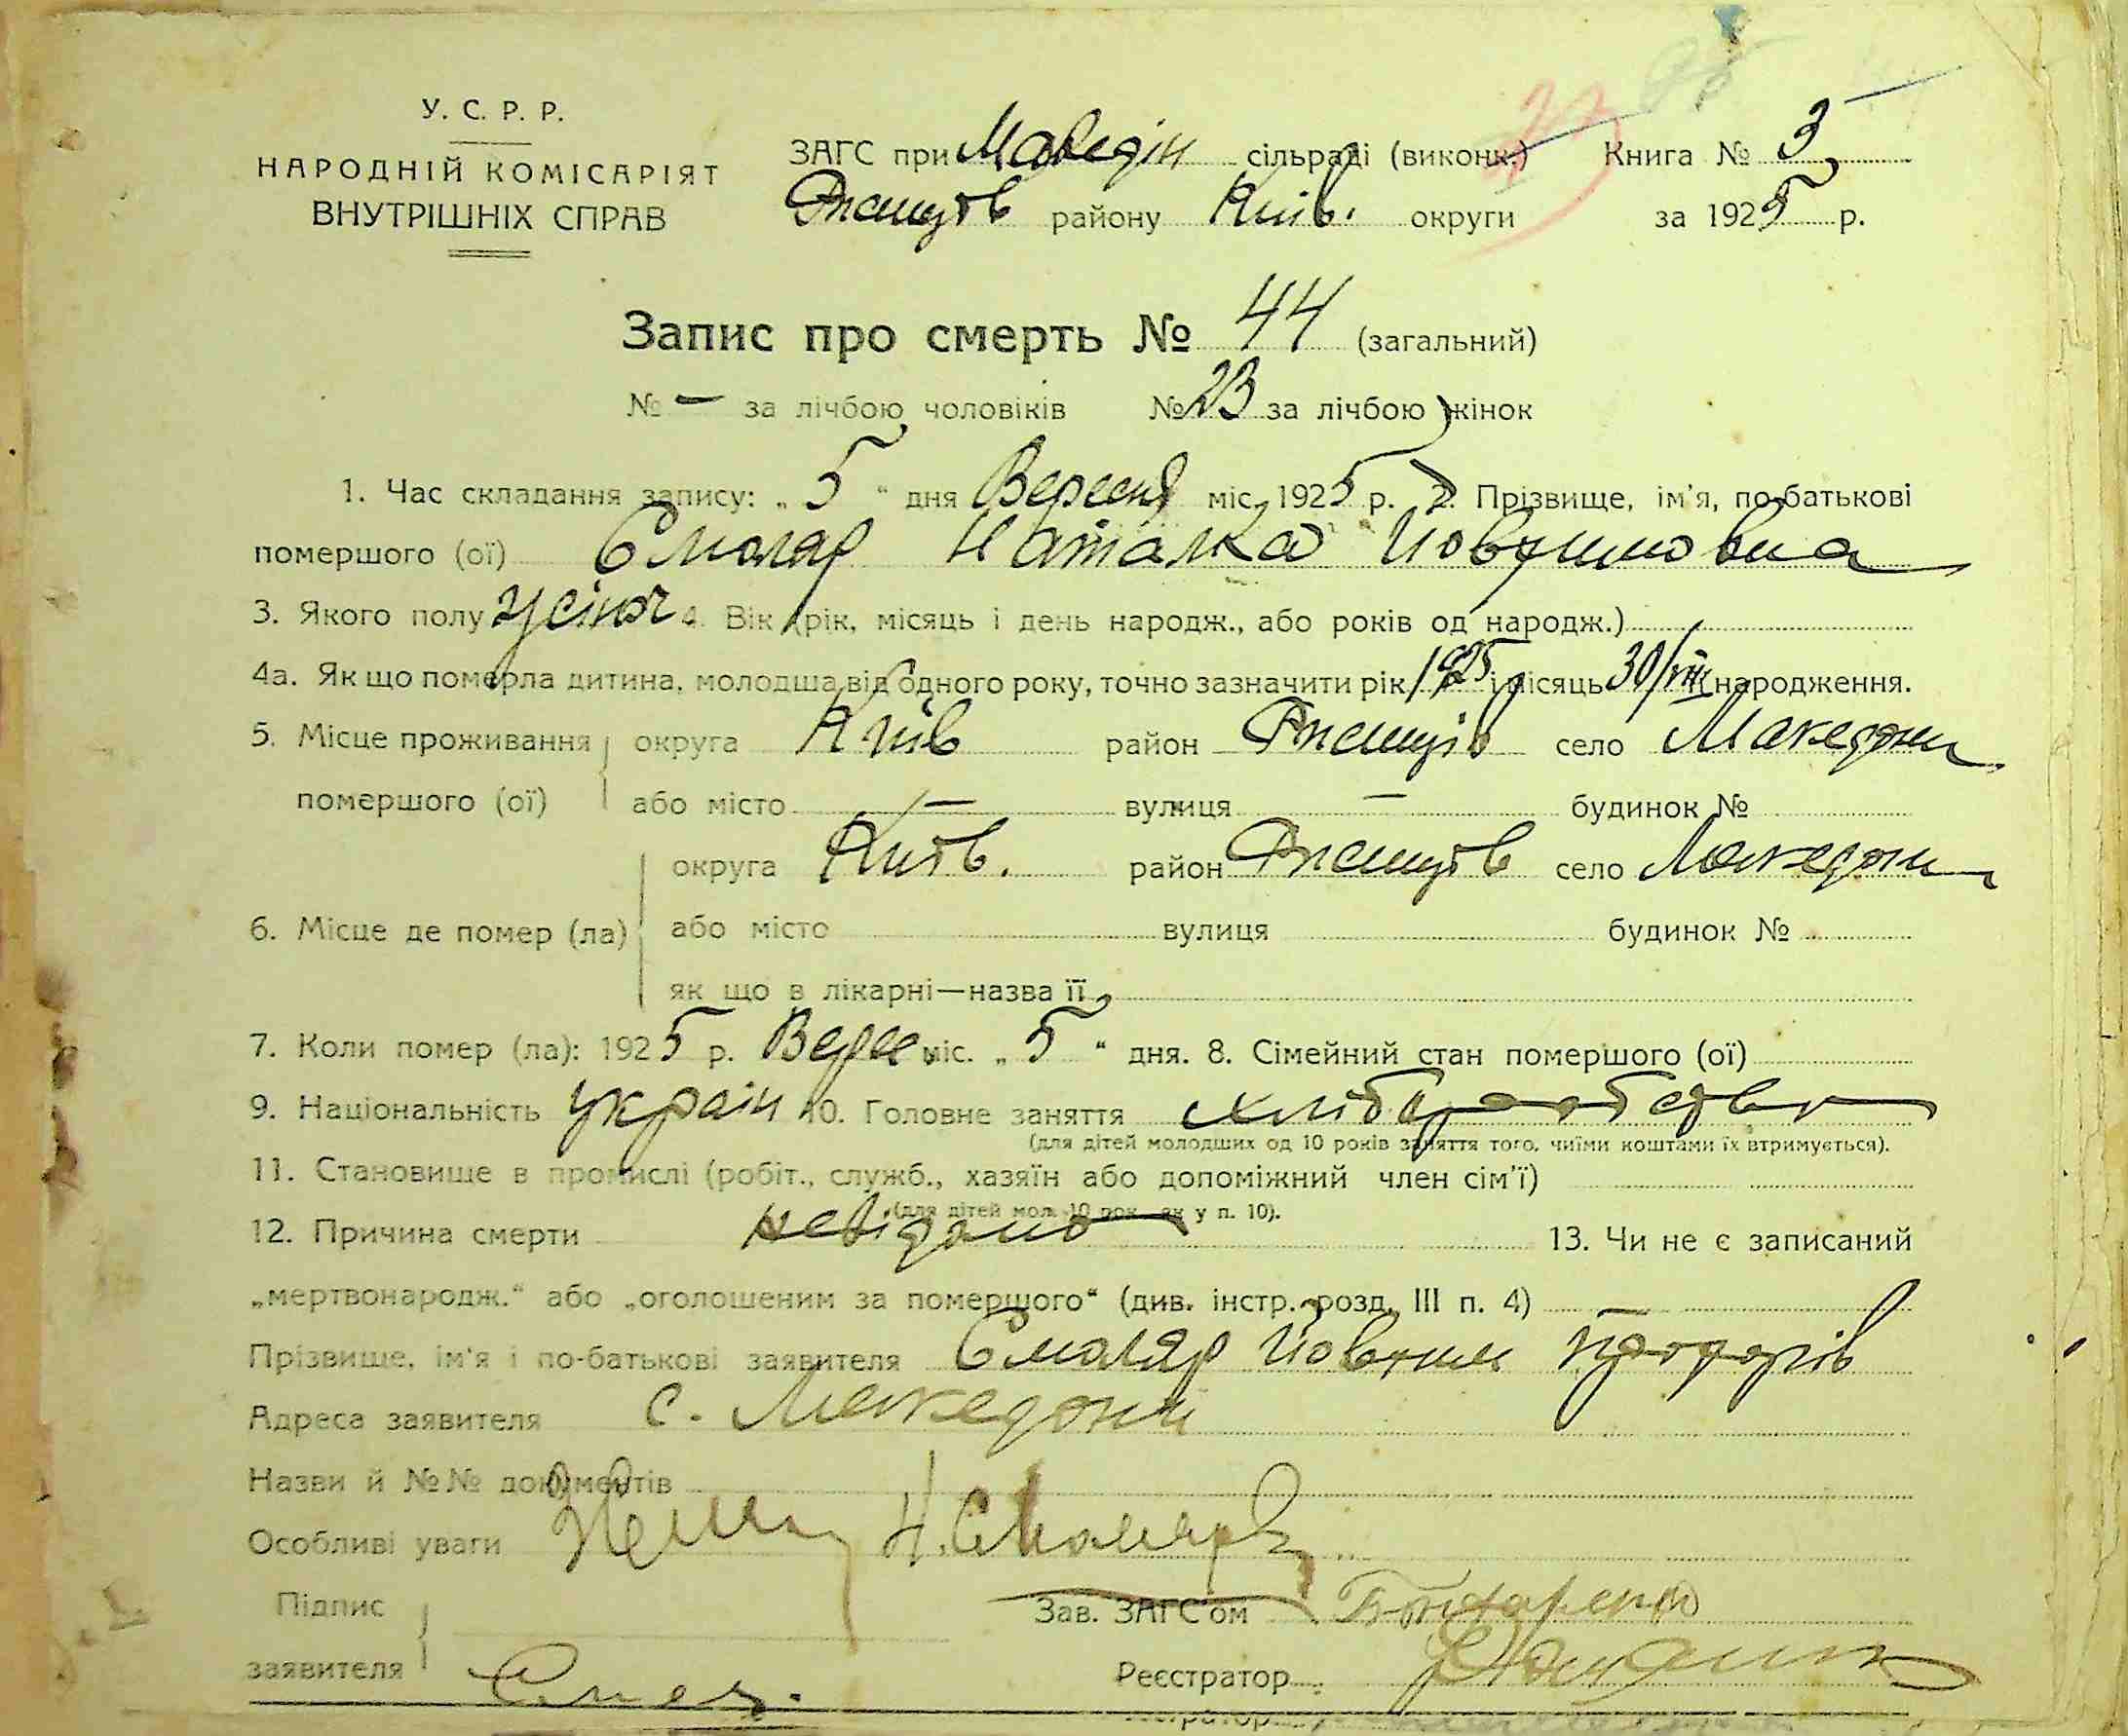 У. С. Р. Р.
НАРОДНІЙ КОМІСАРІЯТ
ВНУТРІШНІХ СПРАВ
ЗАГС при Македін сільраді (викон.) Книга № 3
району Київ. округи за 1925 р.
Запис про смерть № 44 (загальний)
№ — за лічбою чоловіків № 23 за лічбою жінок
1. Час складання запису: „5“ дня Вересня міс. 1925 р. 2. Прізвище, ім'я, по-батькові
помершого (ої) Смоляр Наталка Йовхимовна
3. Якого полу жіноч 4. Вік (рік, місяць і день народж., або років од народж.)
4а. Як що померла дитина, молодша від одного року, точно зазначити рік 1925 і місяць 30/VIII народження.
5. Місце проживання округа Київ район село Македони
помершого (ої) або місто — вулиця — будинок №
округа Київ. район село Македони
6. Місце де помер (ла) або місто вулиця будинок №
як що в лікарні—назва її
7. Коли помер (ла): 1925 р. Верес міс. „5“ дня. 8. Сімейний стан помершого (ої)
9. Національність україн 10. Головне заняття хліборобство
(для дітей молодших од 10 років заняття того, чиїми коштами їх втримується).
11. Становище в промислі (робіт., служб., хазяїн або допоміжний член сім'ї)
(для дітей мол. 10 рок. як у п. 10).
12. Причина смерти невідомо 13. Чи не є записаний
„мертвонародж.“ або „оголошеним за помершого“ (див. інстр. розд. III п. 4) —
Прізвище, ім'я і по-батькові заявителя Смоляр Йовхим
Адреса заявителя с. Македони
Назви й №№ документів
Особливі уваги
Підпис Зав. ЗАГС'ом Бондаренко
заявителя Реєстратор